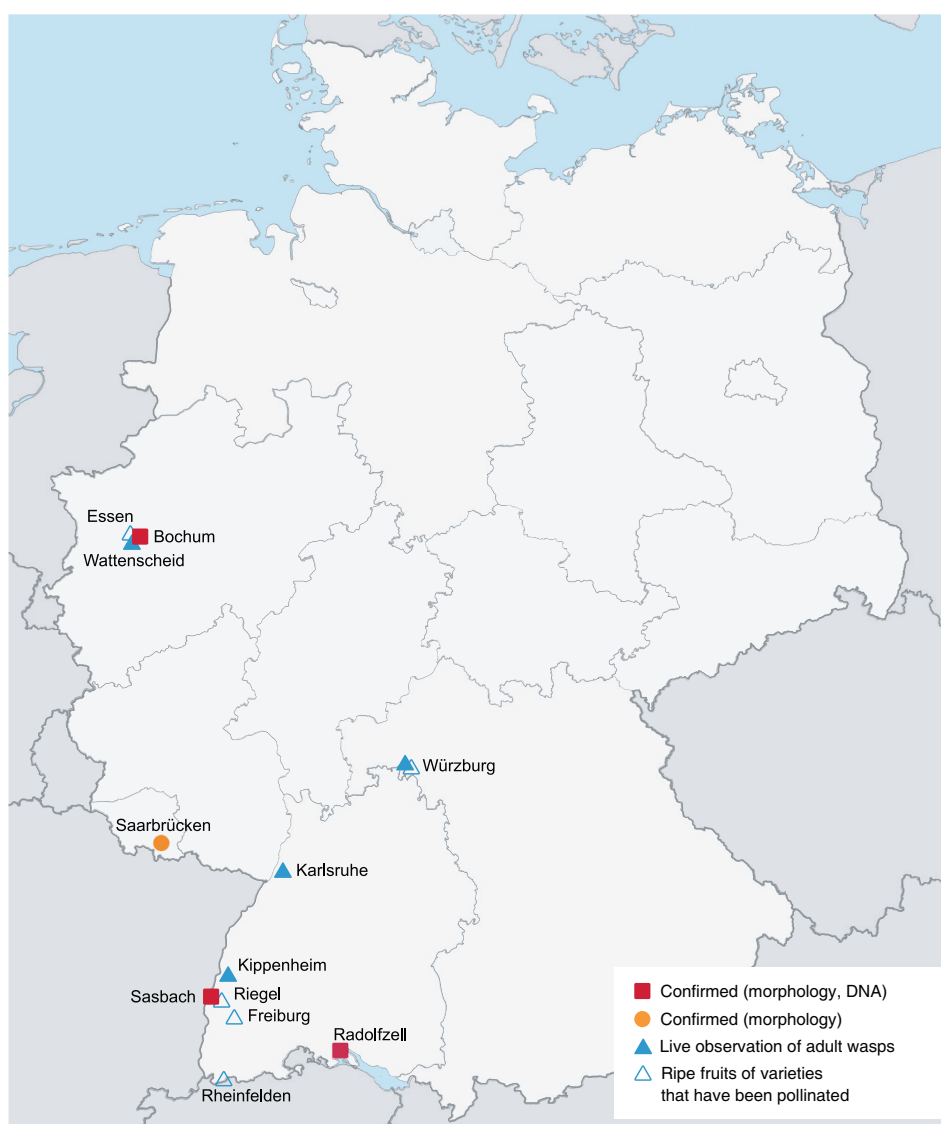 Essen
Bochum
Wattenscheid
Würzburg
Saarbrücken
Karlsruhe
Kippenheim
Sasbach
Riegel
Freiburg
Radolfzell
Rheinfelden
Confirmed (morphology, DNA)
Confirmed (morphology)
Live observation of adult wasps
Ripe fruits of varieties
that have been pollinated